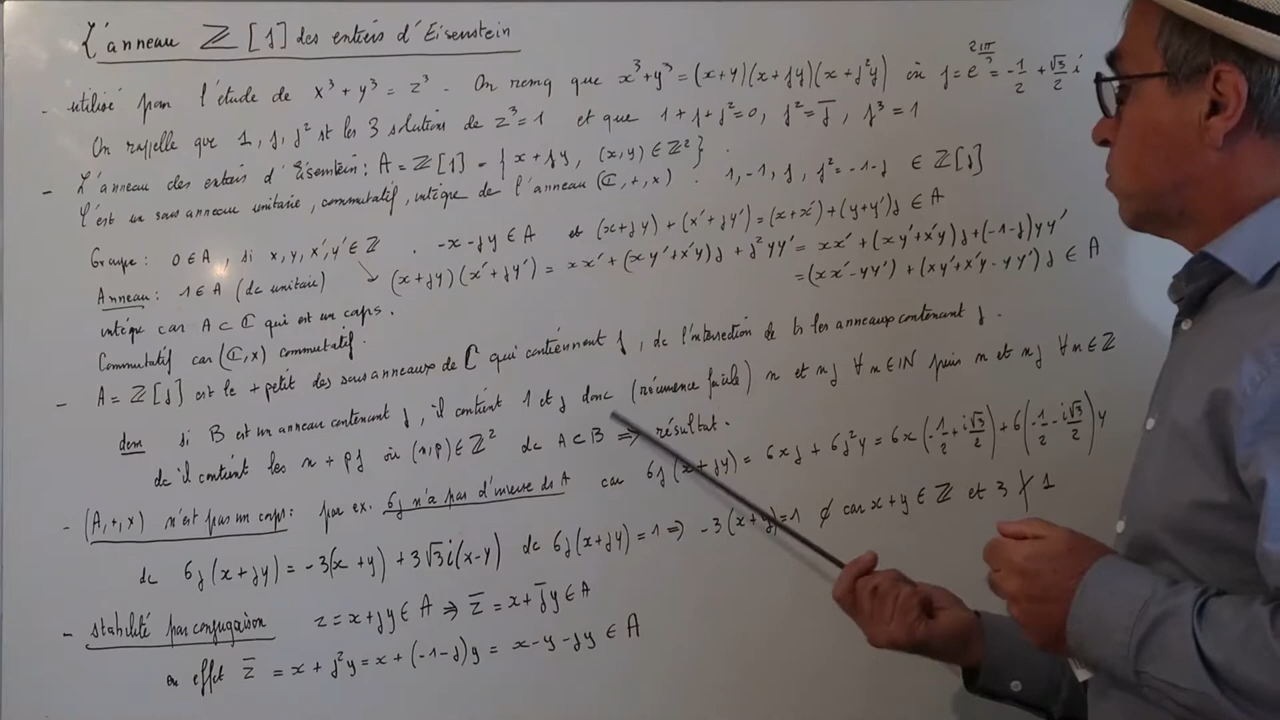 L'anneau ℤ[j] des entiers d'Eisenstein
- utilisé pour l'étude de x³+y³=z³. On remq que x³+y³=(x+y)(x+jy)(x+j²y) où j=e^{2iπ/3}=-1/2+√3/2 i
On rappelle que 1, j, j² st les 3 solutions de z³=1 et que 1+j+j²=0, j²=j̄, j³=1
- L'anneau des entiers d'Eisenstein : A=ℤ[j]={x+jy, (x,y)∈ℤ²}.
C'est un sous anneau unitaire, commutatif, intègre de l'anneau (ℂ,+,×). 1,-1, j, j²=-1-j ∈ ℤ[j]
Groupe : 0∈A, si x,y,x',y'∈ℤ . -x-jy∈A et (x+jy)+(x'+jy')=(x+x')+(y+y')j ∈ A
Anneau : 1∈A (dc unitaire) ↘ (x+jy)(x'+jy')=xx'+(xy'+x'y)j+j²yy'=xx'+(xy'+x'y)j+(-1-j)yy'
=(xx'-yy')+(xy'+x'y-yy')j ∈ A
intègre car A⊂ℂ qui est un corps.
Commutatif car (ℂ,×) commutatif.
- A=ℤ[j] est le + petit des sous anneaux de ℂ qui contiennent j, dc l'intersection de ts les anneaux contenant j.
dem si B est un anneau contenant j, il contient 1 et j donc (récurrence facile) n et nj ∀n∈ℕ puis n et nj ∀n∈ℤ
dc il contient les n+pj où (n,p)∈ℤ² dc A⊂B ⟹ résultat.
- (A,+,×) n'est pas un corps : par ex. 6j n'a pas d'inverse ds A car 6j(x+jy)=6xj+6j²y=6x(-1/2+i√3/2)+6(-1/2-i√3/2)y
dc 6j(x+jy)=-3(x+y)+3√3i(x-y) dc 6j(x+jy)=1 ⟹ -3(x+y)=1 ∅ car x+y∈ℤ et 3∤1
- stabilité par conjugaison z=x+jy∈A ⟹ z̄=x+j̄y∈A
en effet z̄=x+j²y=x+(-1-j)y=x-y-jy∈A